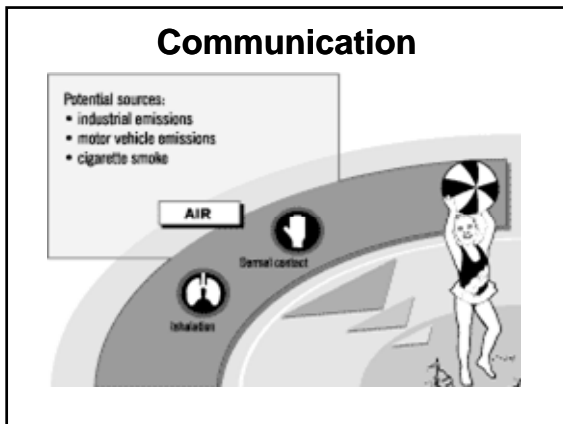 Communication
Potential sources:
• industrial emissions
• motor vehicle emissions
• cigarette smoke
AIR
Dermal contact
Inhalation